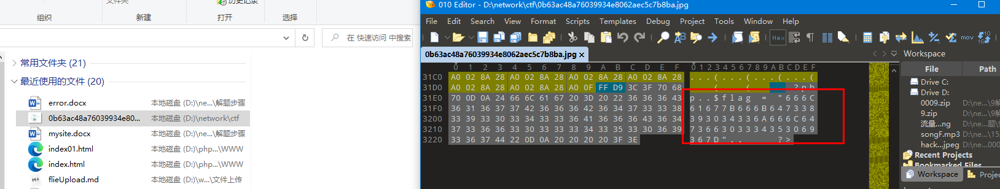 文件夹
历史记录
组织
新建
打开
选择
在 快速访问 中搜索
常用文件夹 (21)
最近使用的文件 (20)
error.docx 本地磁盘 (D:)\ne...\解题步骤
0b63ac48a76039934e80... 本地磁盘 (D:)\network\ctf
mysite.docx 本地磁盘 (D:)\ne...\解题步骤
index01.html 本地磁盘 (D:)\php...\WWW
index.html 本地磁盘 (D:)\php...\WWW
flieUpload.md 本地磁盘 (D:)\w...\文件上传
010 Editor - D:\network\ctf\0b63ac48a76039934e8062aec5c7b8ba.jpg
File Edit Search View Format Scripts Templates Debug Project Tools Window Help
Hex
mov
0b63ac48a76039934e8062aec5c7b8ba.jpg
0 1 2 3 4 5 6 7 8 9 A B C D E F 0123456789ABCDEF
31C0 A0 02 8A 28 A0 02 8A 28 A0 02 8A 28 A0 02 8A 28 ...(...(...(...(
31D0 A0 02 8A 28 A0 02 8A 28 A0 0F FF D9 3C 3F 70 68
31E0 70 0D 0A 24 66 6C 61 67 20 3D 20 22 36 36 36 43 p..$flag = "666C
31F0 36 31 36 37 37 42 36 36 36 42 36 34 37 33 33 38 61677B666B647338
3200 33 39 33 30 33 34 33 33 36 41 36 36 36 43 36 34 393034336A666C64
3210 37 33 36 36 33 30 33 33 33 34 33 35 33 30 36 39 7366303334353069
3220 33 36 37 44 22 0D 0A 20 20 20 20 3F 3E 367D".. ?>
Workspace
File Path
Drive C:
Drive D:
0009.zip
9.zip
流量...ng
songF.mp3
hack...jpeg
Recent Projects
Bookmarked Files
Workspace